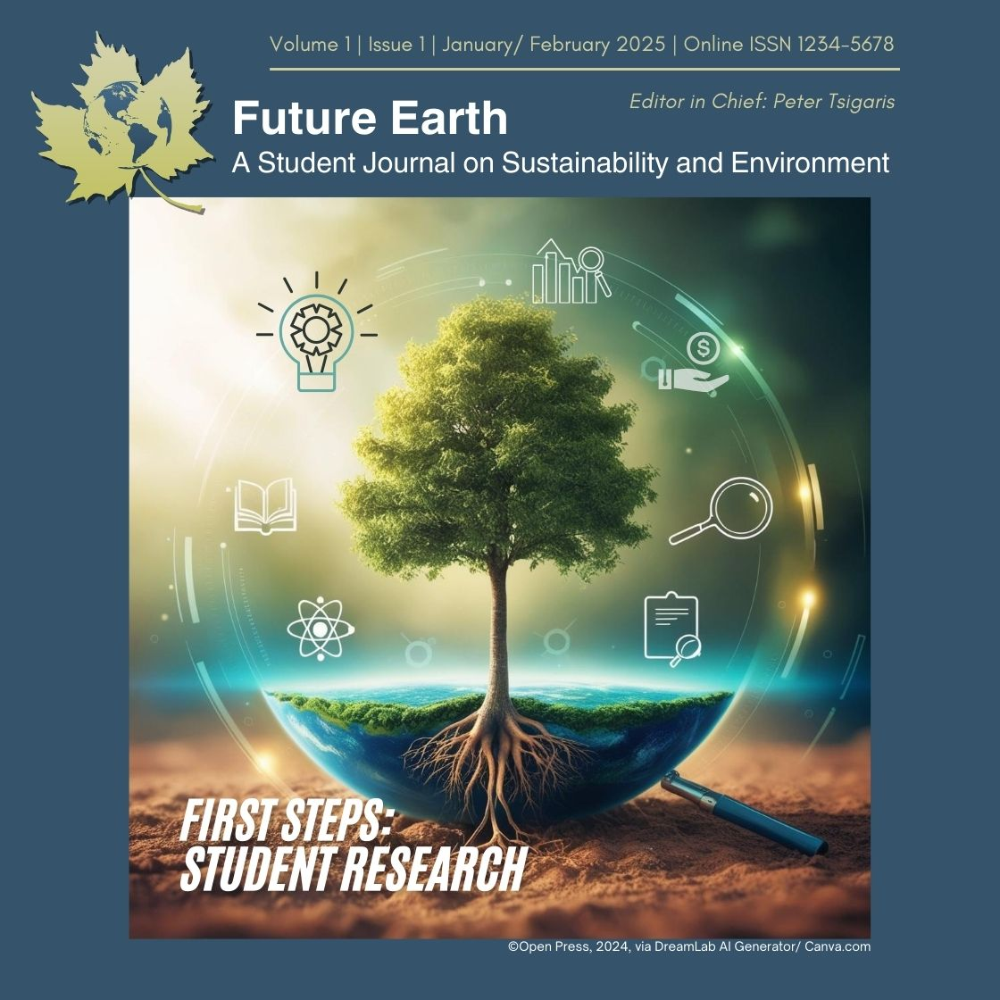 Volume 1 | Issue 1 | January/ February 2025 | Online ISSN 1234-5678
Editor in Chief: Peter Tsigaris
Future Earth
A Student Journal on Sustainability and Environment
$
FIRST STEPS:
STUDENT RESEARCH
©Open Press, 2024, via DreamLab AI Generator/ Canva.com